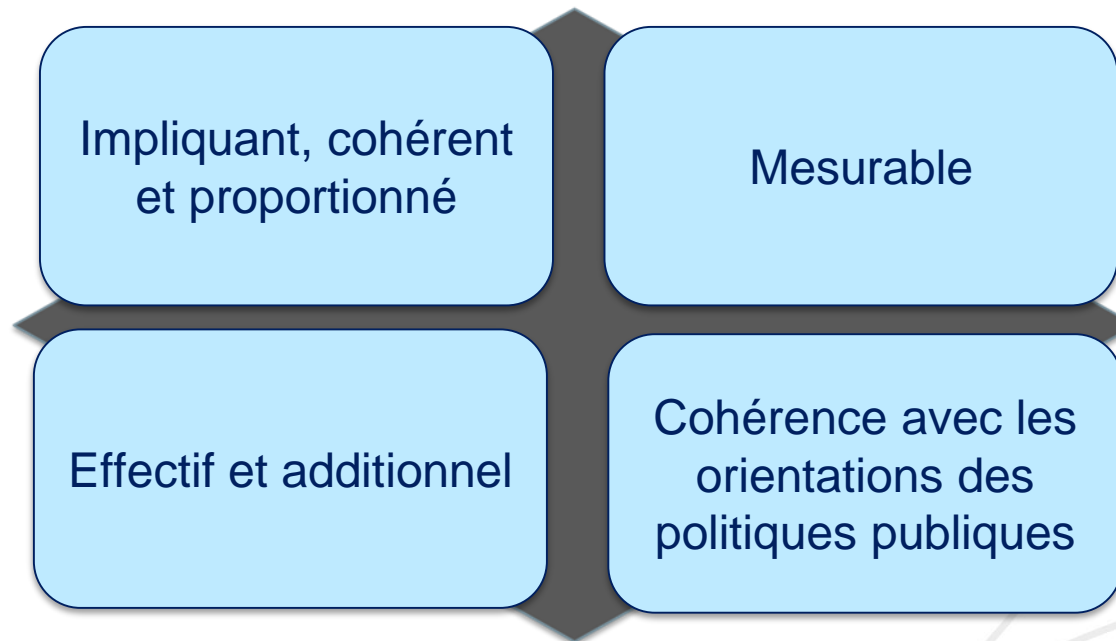 Impliquant, cohérent
et proportionné
Mesurable
Effectif et additionnel
Cohérence avec les
orientations des
politiques publiques